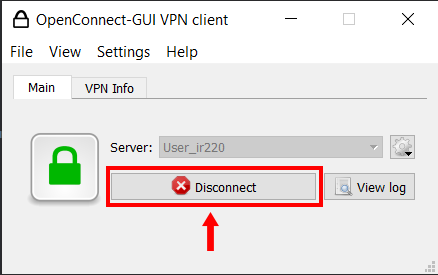 OpenConnect-GUI VPN client
File View Settings Help
Main VPN Info
Server: User_ir220
Disconnect View log